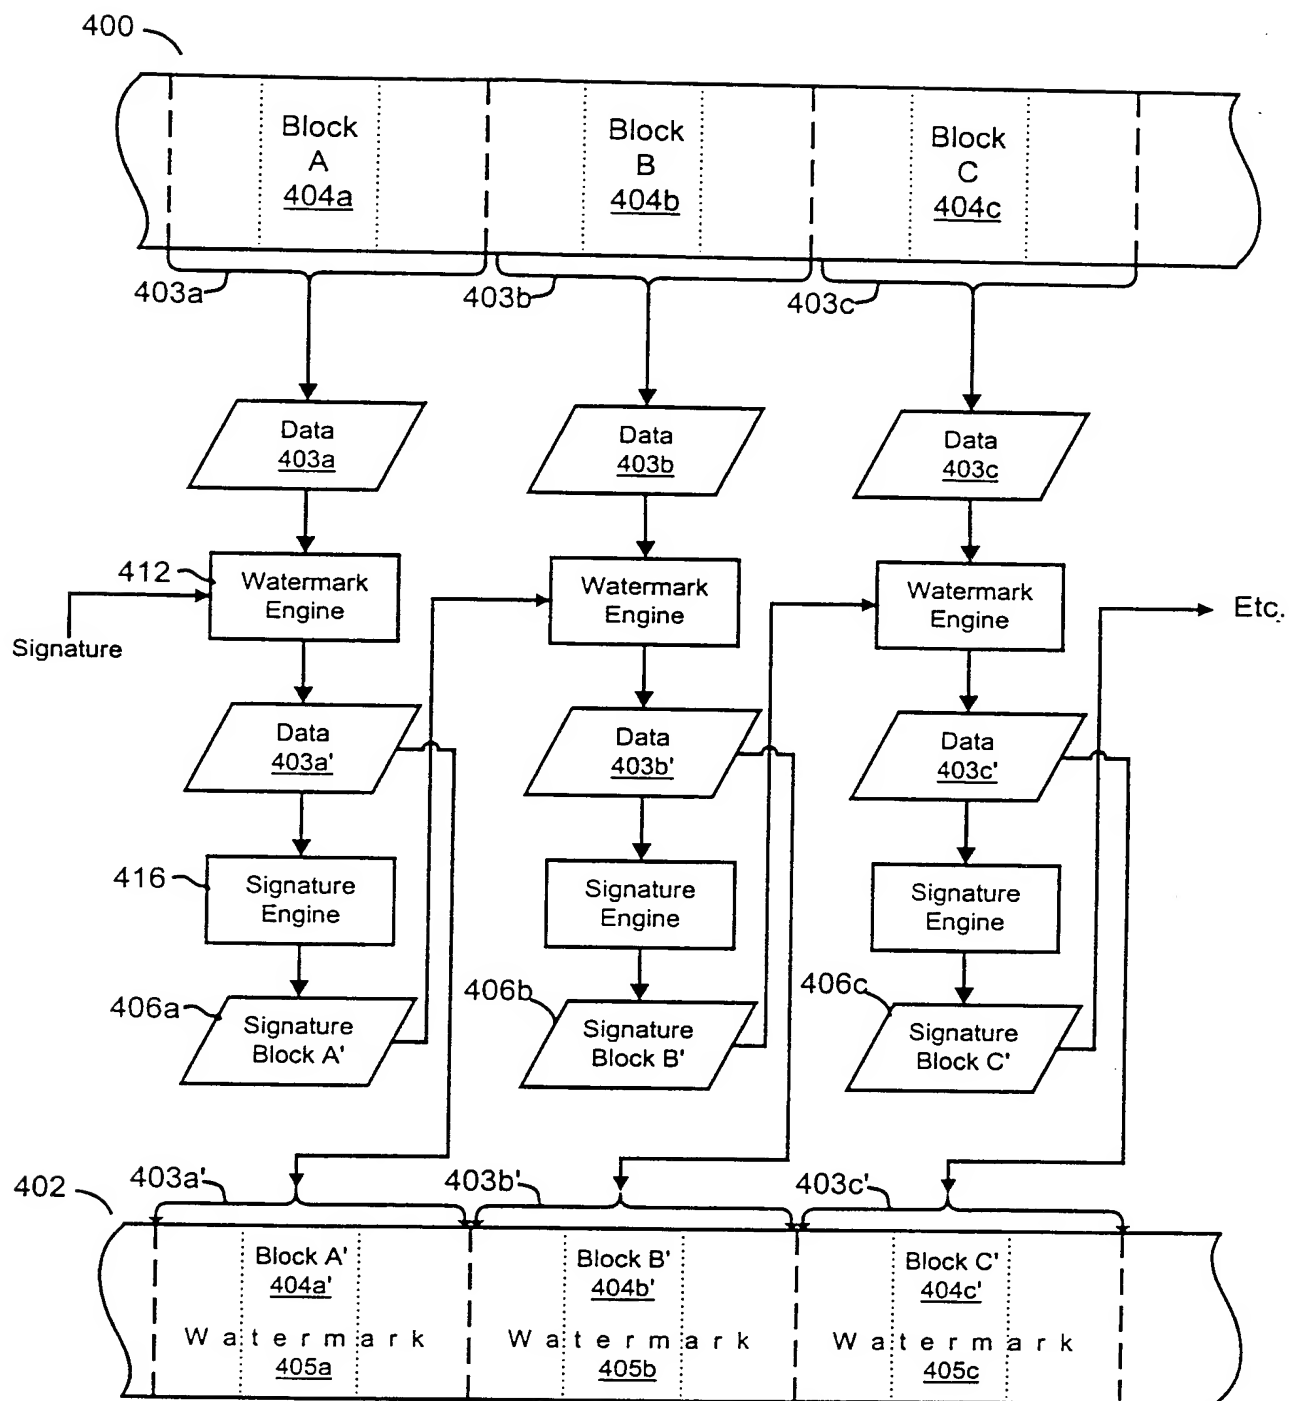 400
Block
A
404a
Block
B
404b
Block
C
404c
403a
403b
403c
Data
403a
Data
403b
Data
403c
412
Watermark
Engine
Watermark
Engine
Watermark
Engine
Signature
Etc.
Data
403a'
Data
403b'
Data
403c'
416
Signature
Engine
Signature
Engine
Signature
Engine
406a
Signature
Block A'
406b
Signature
Block B'
406c
Signature
Block C'
402
403a'
403b'
403c'
Block A'
404a'
Block B'
404b'
Block C'
404c'
Watermark
405a
Watermark
405b
Watermark
405c